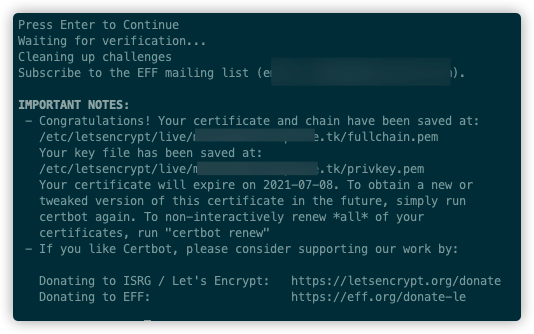 Press Enter to Continue
Waiting for verification...
Cleaning up challenges
Subscribe to the EFF mailing list (e ).
IMPORTANT NOTES:
- Congratulations! Your certificate and chain have been saved at:
/etc/letsencrypt/live/m e.tk/fullchain.pem
Your key file has been saved at:
/etc/letsencrypt/live/m e.tk/privkey.pem
Your certificate will expire on 2021-07-08. To obtain a new or
tweaked version of this certificate in the future, simply run
certbot again. To non-interactively renew *all* of your
certificates, run "certbot renew"
- If you like Certbot, please consider supporting our work by:
Donating to ISRG / Let's Encrypt: https://letsencrypt.org/donate
Donating to EFF: https://eff.org/donate-le